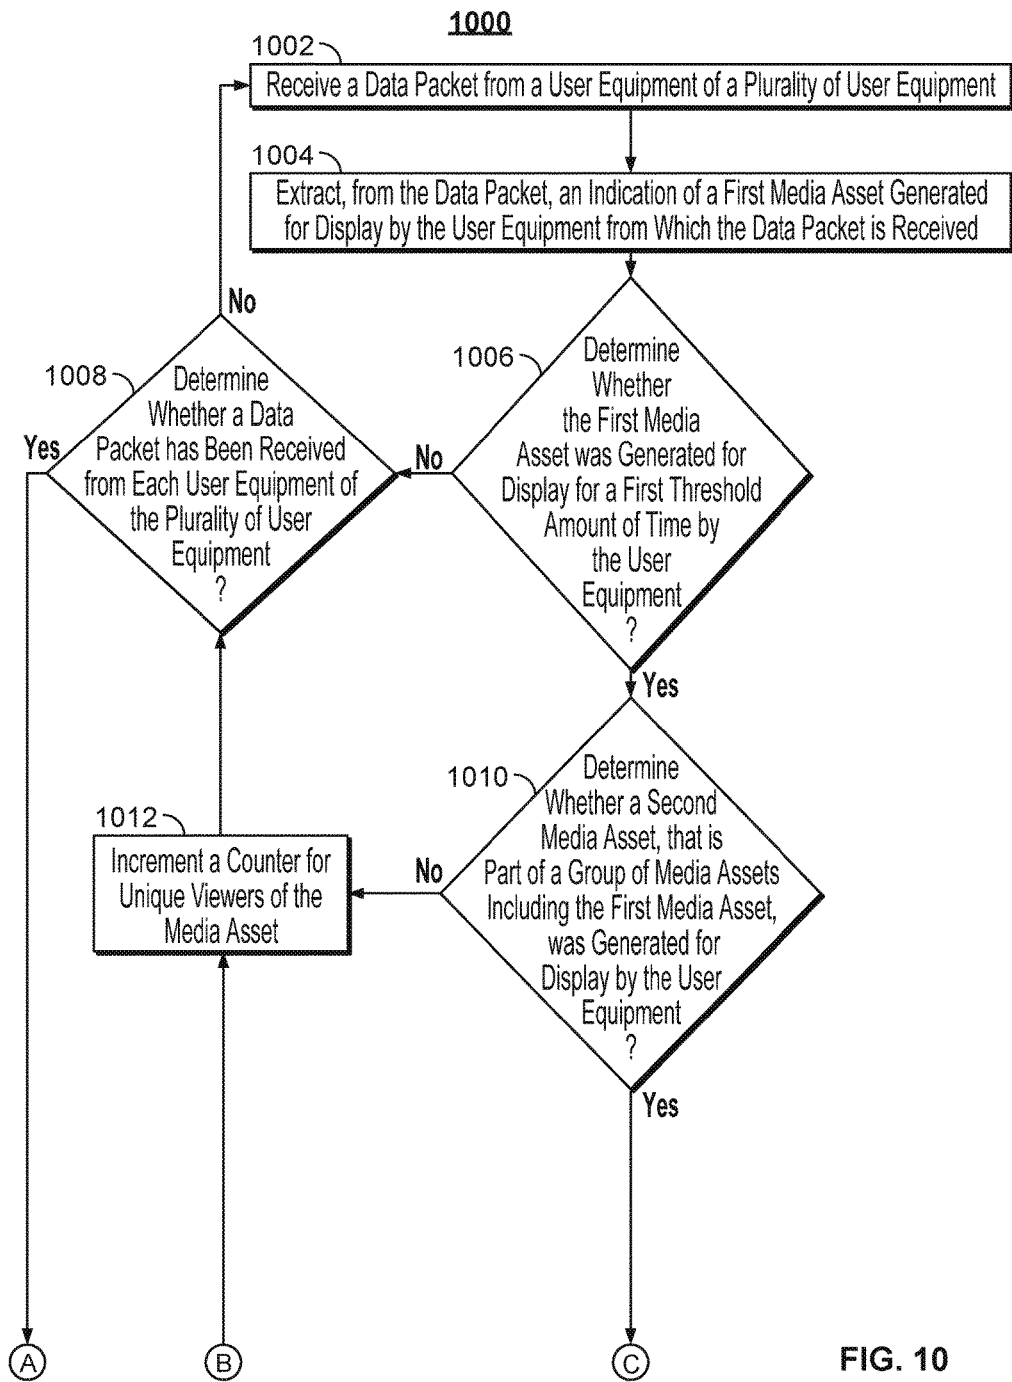 1000
1002
Receive a Data Packet from a User Equipment of a Plurality of User Equipment
1004
Extract, from the Data Packet, an Indication of a First Media Asset Generated
for Display by the User Equipment from Which the Data Packet is Received
No
1008
Determine
Whether a Data
Packet has Been Received
from Each User Equipment of
the Plurality of User
Equipment
?
Yes
No
1006
Determine
Whether
the First Media
Asset was Generated for
Display for a First Threshold
Amount of Time by
the User
Equipment
?
Yes
1010
Determine
Whether a Second
Media Asset, that is
Part of a Group of Media Assets
Including the First Media Asset,
was Generated for
Display by the User
Equipment
?
No
Yes
1012
Increment a Counter for
Unique Viewers of the
Media Asset
A
B
C
FIG. 10